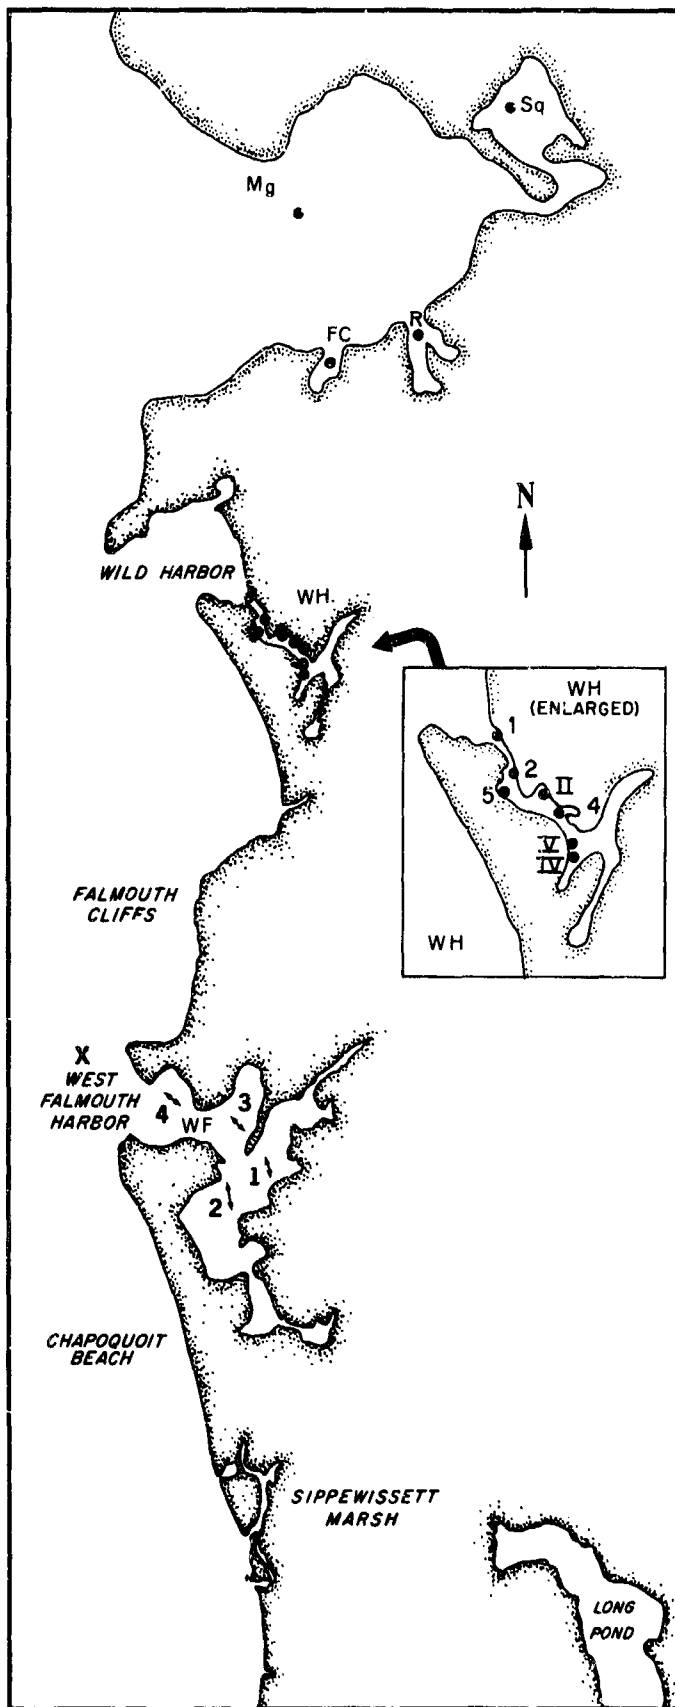 Sq
Mg
FC
R
N
WILD HARBOR
WH
WH
(ENLARGED)
1
2
II
5
4
V
IV
WH
FALMOUTH
CLIFFS
X
WEST
FALMOUTH
HARBOR
4
WF
3
1
2
CHAPOQUOIT
BEACH
SIPPEWISSETT
MARSH
LONG
POND